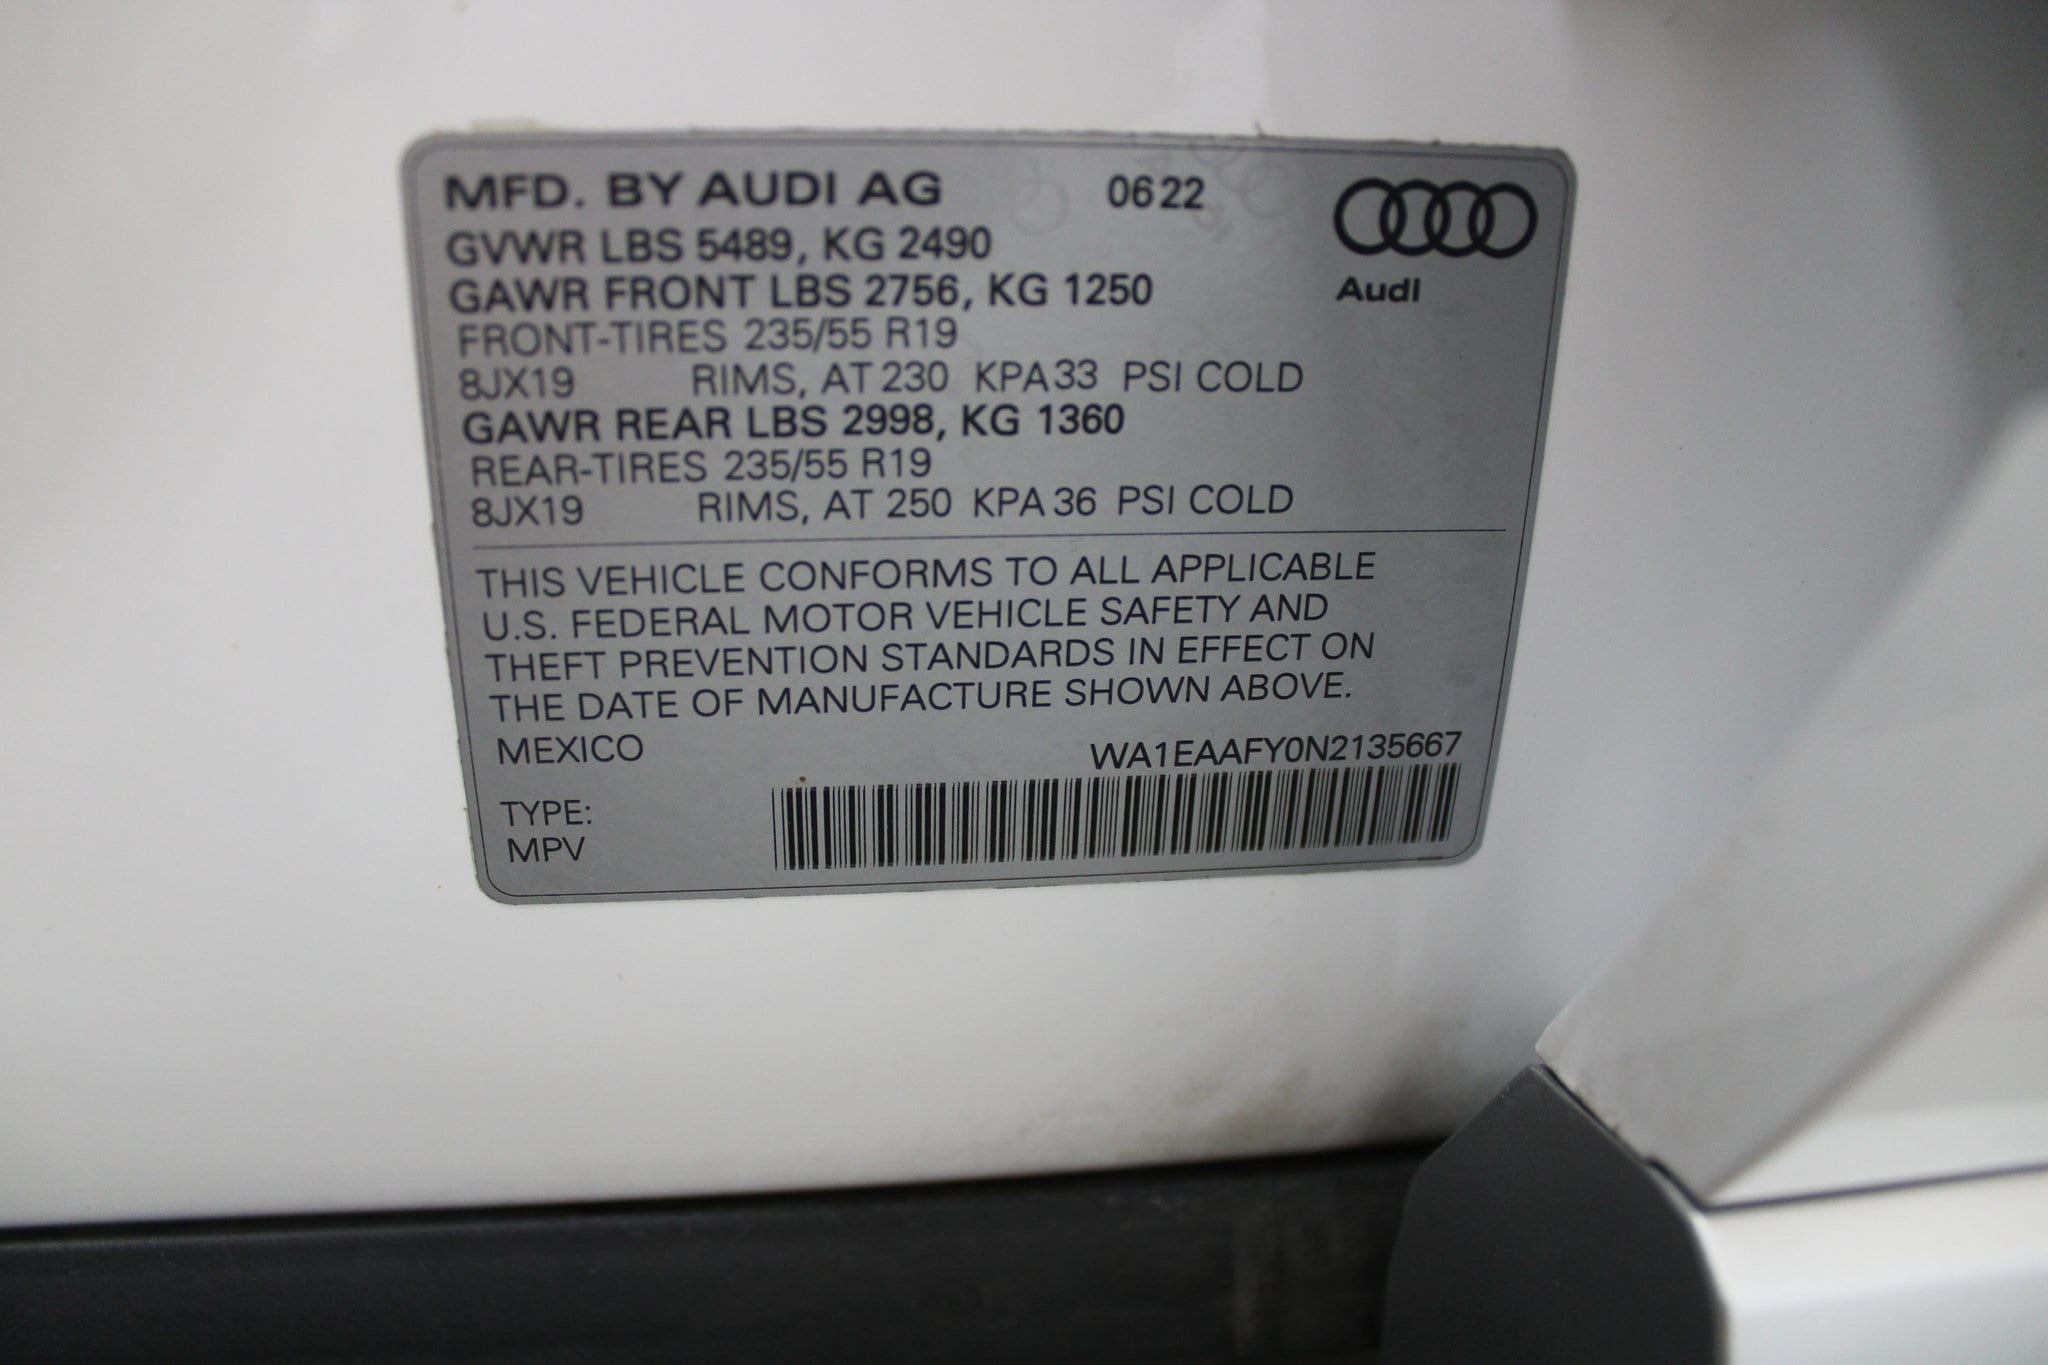 MFD. BY AUDI AG 0622
GVWR LBS 5489, KG 2490
GAWR FRONT LBS 2756, KG 1250
Audi
FRONT-TIRES 235/55 R19
8JX19 RIMS, AT 230 KPA 33 PSI COLD
GAWR REAR LBS 2998, KG 1360
REAR-TIRES 235/55 R19
8JX19 RIMS, AT 250 KPA 36 PSI COLD
THIS VEHICLE CONFORMS TO ALL APPLICABLE
U.S. FEDERAL MOTOR VEHICLE SAFETY AND
THEFT PREVENTION STANDARDS IN EFFECT ON
THE DATE OF MANUFACTURE SHOWN ABOVE.
MEXICO WA1EAAFY0N2135667
TYPE:
MPV